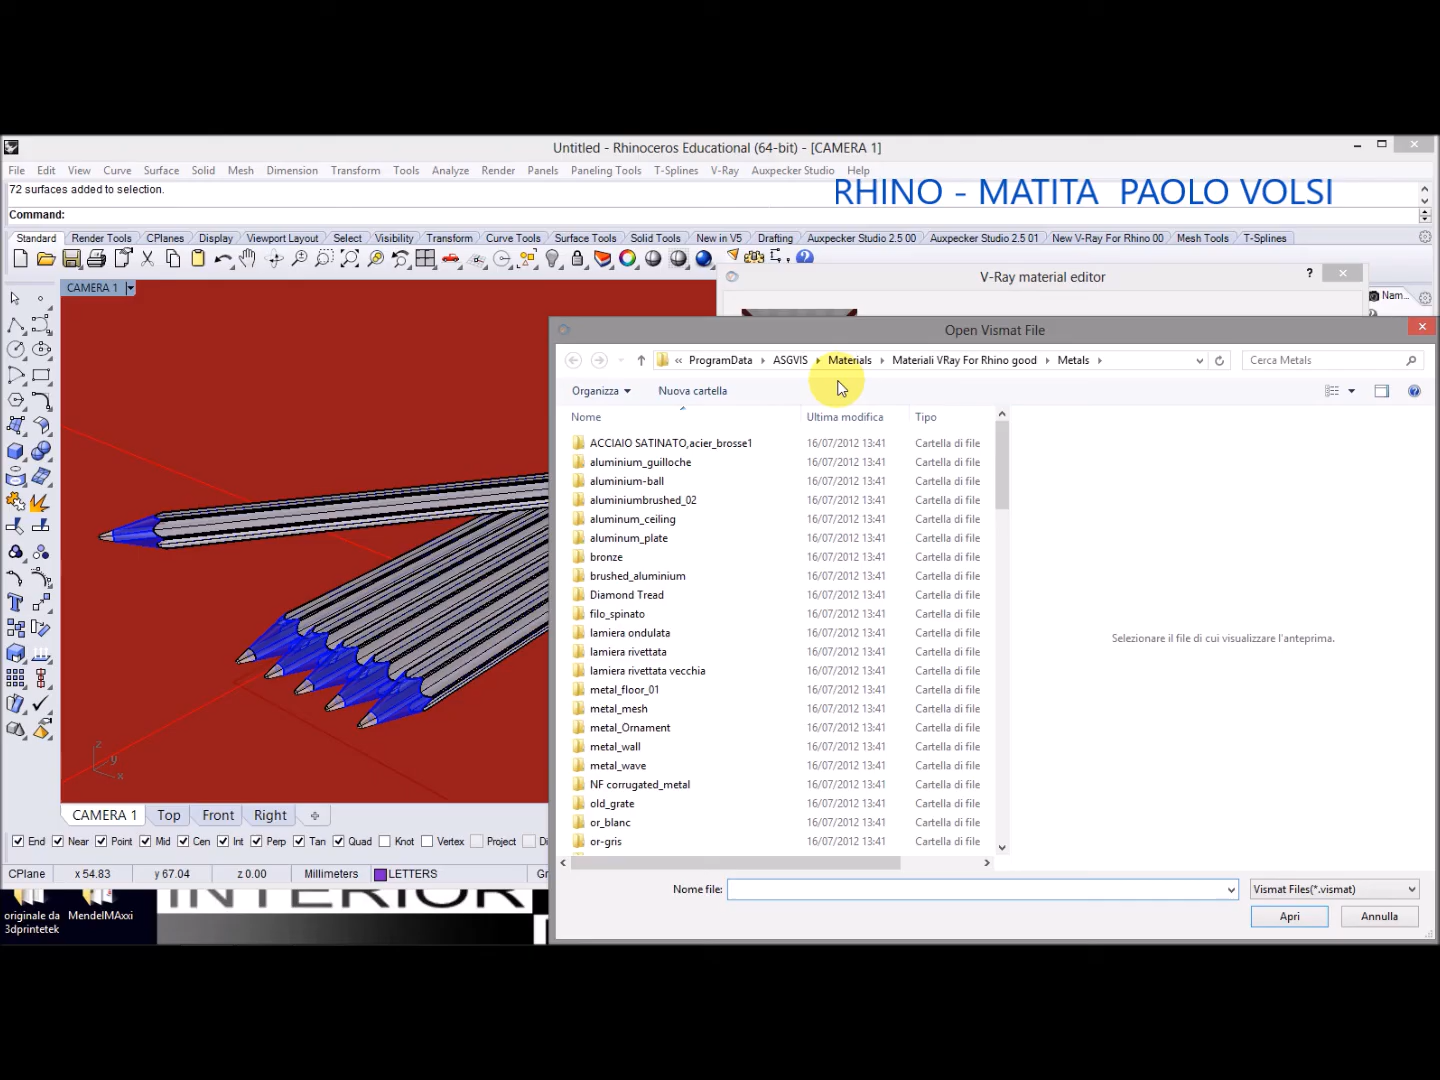 Untitled - Rhinoceros Educational (64-bit) - [CAMERA 1]
File Edit View Curve Surface Solid Mesh Dimension Transform Tools Analyze Render Panels Paneling Tools T-Splines V-Ray Auxpecker Studio Help
72 surfaces added to selection.
RHINO - MATITA PAOLO VOLSI
Command:
Standard Render Tools CPlanes Display Viewport Layout Select Visibility Transform Curve Tools Surface Tools Solid Tools New in V5 Drafting Auxpecker Studio 2.5 00 Auxpecker Studio 2.5 01 New V-Ray For Rhino 00 Mesh Tools T-Splines
CAMERA 1
V-Ray material editor
Nam...
Open Vismat File
« ProgramData ASGVIS Materials Materiali VRay For Rhino good Metals
Cerca Metals
Organizza Nuova cartella
Nome Ultima modifica Tipo
ACCIAIO SATINATO,acier_brosse1 16/07/2012 13:41 Cartella di file
aluminium_guilloche 16/07/2012 13:41 Cartella di file
aluminium-ball 16/07/2012 13:41 Cartella di file
aluminiumbrushed_02 16/07/2012 13:41 Cartella di file
aluminum_ceiling 16/07/2012 13:41 Cartella di file
aluminum_plate 16/07/2012 13:41 Cartella di file
bronze 16/07/2012 13:41 Cartella di file
brushed_aluminium 16/07/2012 13:41 Cartella di file
Diamond Tread 16/07/2012 13:41 Cartella di file
filo_spinato 16/07/2012 13:41 Cartella di file
lamiera ondulata 16/07/2012 13:41 Cartella di file
lamiera rivettata 16/07/2012 13:41 Cartella di file
lamiera rivettata vecchia 16/07/2012 13:41 Cartella di file
metal_floor_01 16/07/2012 13:41 Cartella di file
metal_mesh 16/07/2012 13:41 Cartella di file
metal_Ornament 16/07/2012 13:41 Cartella di file
metal_wall 16/07/2012 13:41 Cartella di file
metal_wave 16/07/2012 13:41 Cartella di file
NF corrugated_metal 16/07/2012 13:41 Cartella di file
old_grate 16/07/2012 13:41 Cartella di file
or_blanc 16/07/2012 13:41 Cartella di file
or-gris 16/07/2012 13:41 Cartella di file
Selezionare il file di cui visualizzare l'anteprima.
z
y
x
CAMERA 1 Top Front Right
End Near Point Mid Cen Int Perp Tan Quad Knot Vertex Project Di
CPlane x 54.83 y 67.04 z 0.00 Millimeters LETTERS Gr
Nome file:
Vismat Files(*.vismat)
Apri Annulla
INTERIOR
originale da
3dprintetek
MendelMAxxi